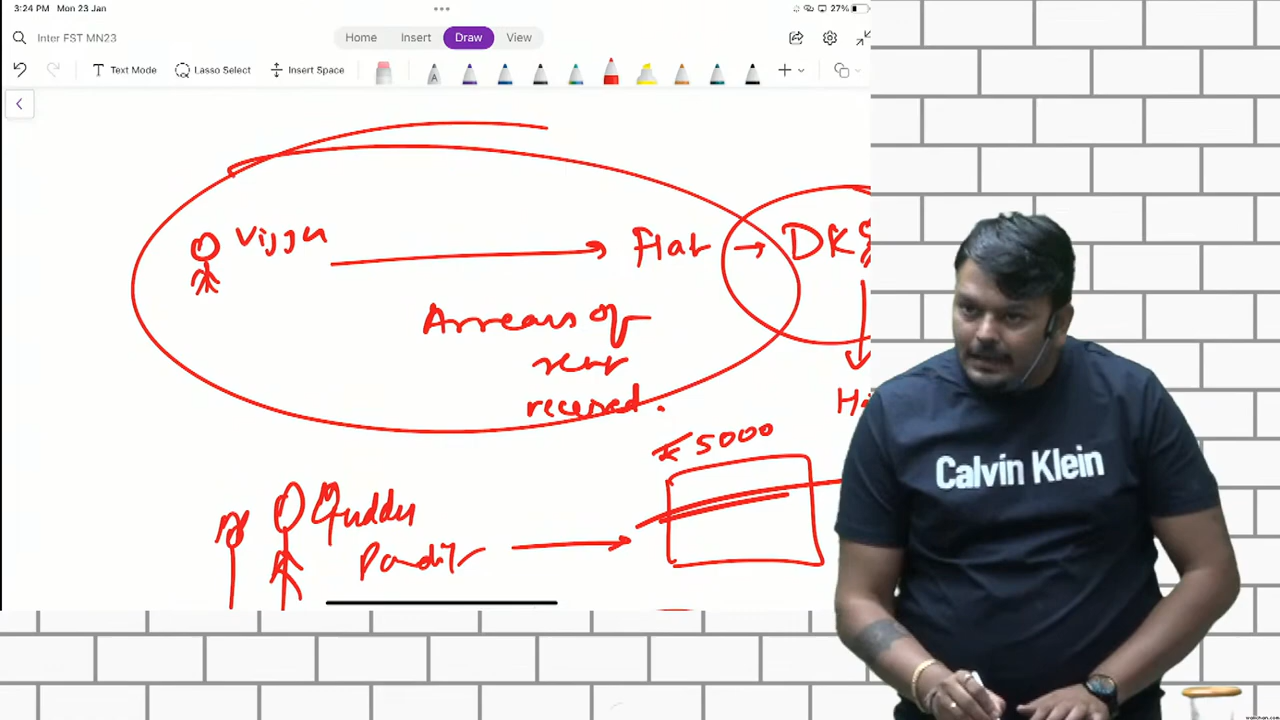 3:24 PM Mon 23 Jan
27%
Inter FST MN23
Home Insert Draw View
Text Mode Lasso Select Insert Space
A
Flat → DKS
Arrears of
rent
received.
₹ 5000
Guddu
Pandit
Calvin Klein